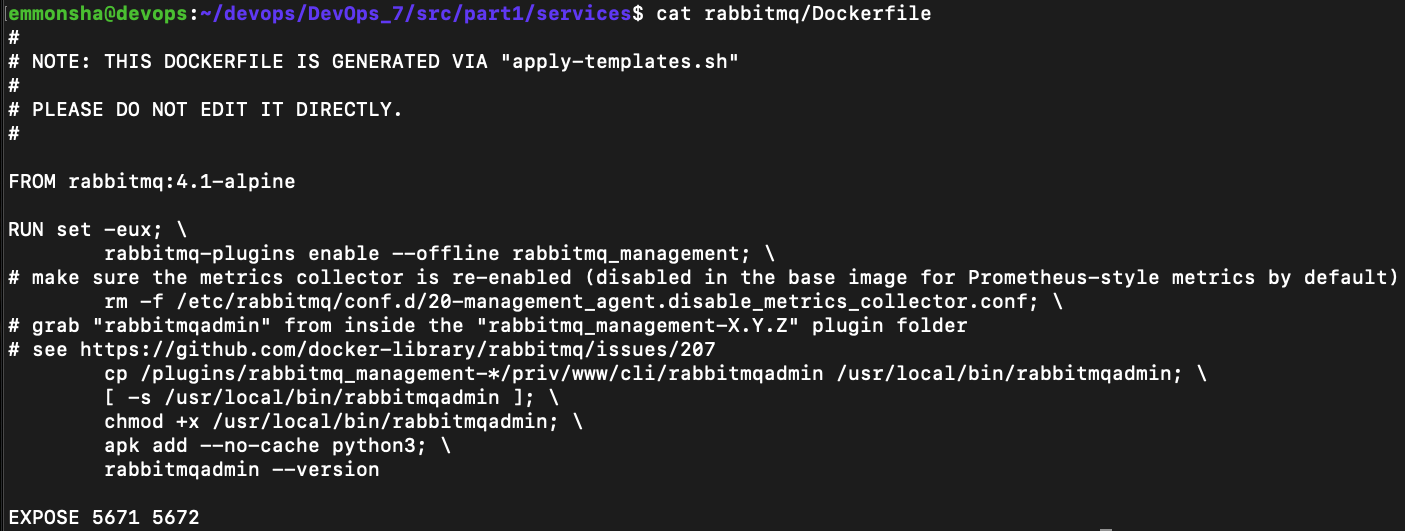 emmonsha@devops:~/devops/DevOps_7/src/part1/services$ cat rabbitmq/Dockerfile
#
# NOTE: THIS DOCKERFILE IS GENERATED VIA "apply-templates.sh"
#
# PLEASE DO NOT EDIT IT DIRECTLY.
#

FROM rabbitmq:4.1-alpine

RUN set -eux; \
        rabbitmq-plugins enable --offline rabbitmq_management; \
# make sure the metrics collector is re-enabled (disabled in the base image for Prometheus-style metrics by default)
        rm -f /etc/rabbitmq/conf.d/20-management_agent.disable_metrics_collector.conf; \
# grab "rabbitmqadmin" from inside the "rabbitmq_management-X.Y.Z" plugin folder
# see https://github.com/docker-library/rabbitmq/issues/207
        cp /plugins/rabbitmq_management-*/priv/www/cli/rabbitmqadmin /usr/local/bin/rabbitmqadmin; \
        [ -s /usr/local/bin/rabbitmqadmin ]; \
        chmod +x /usr/local/bin/rabbitmqadmin; \
        apk add --no-cache python3; \
        rabbitmqadmin --version

EXPOSE 5671 5672